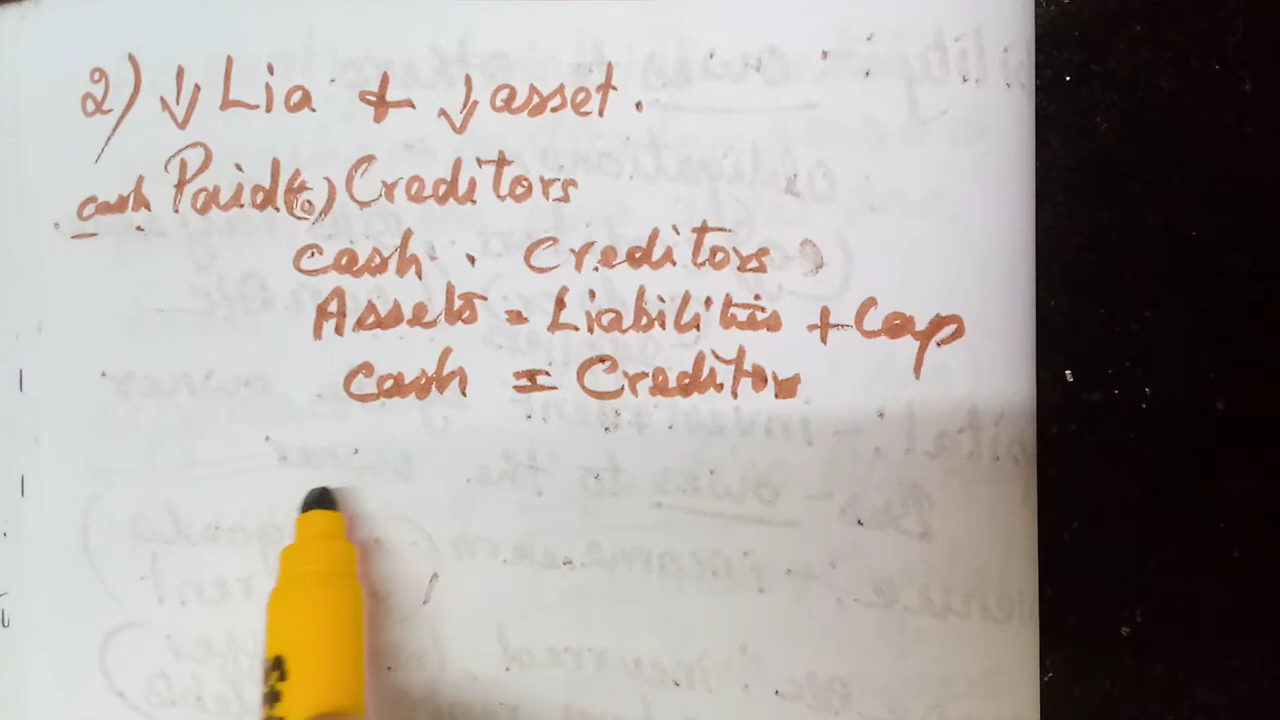 2) ↓ Lia & ↓ asset.
cash Paid (to) Creditors
cash . Creditors
Assets = Liabilities + Cap
cash = Creditor